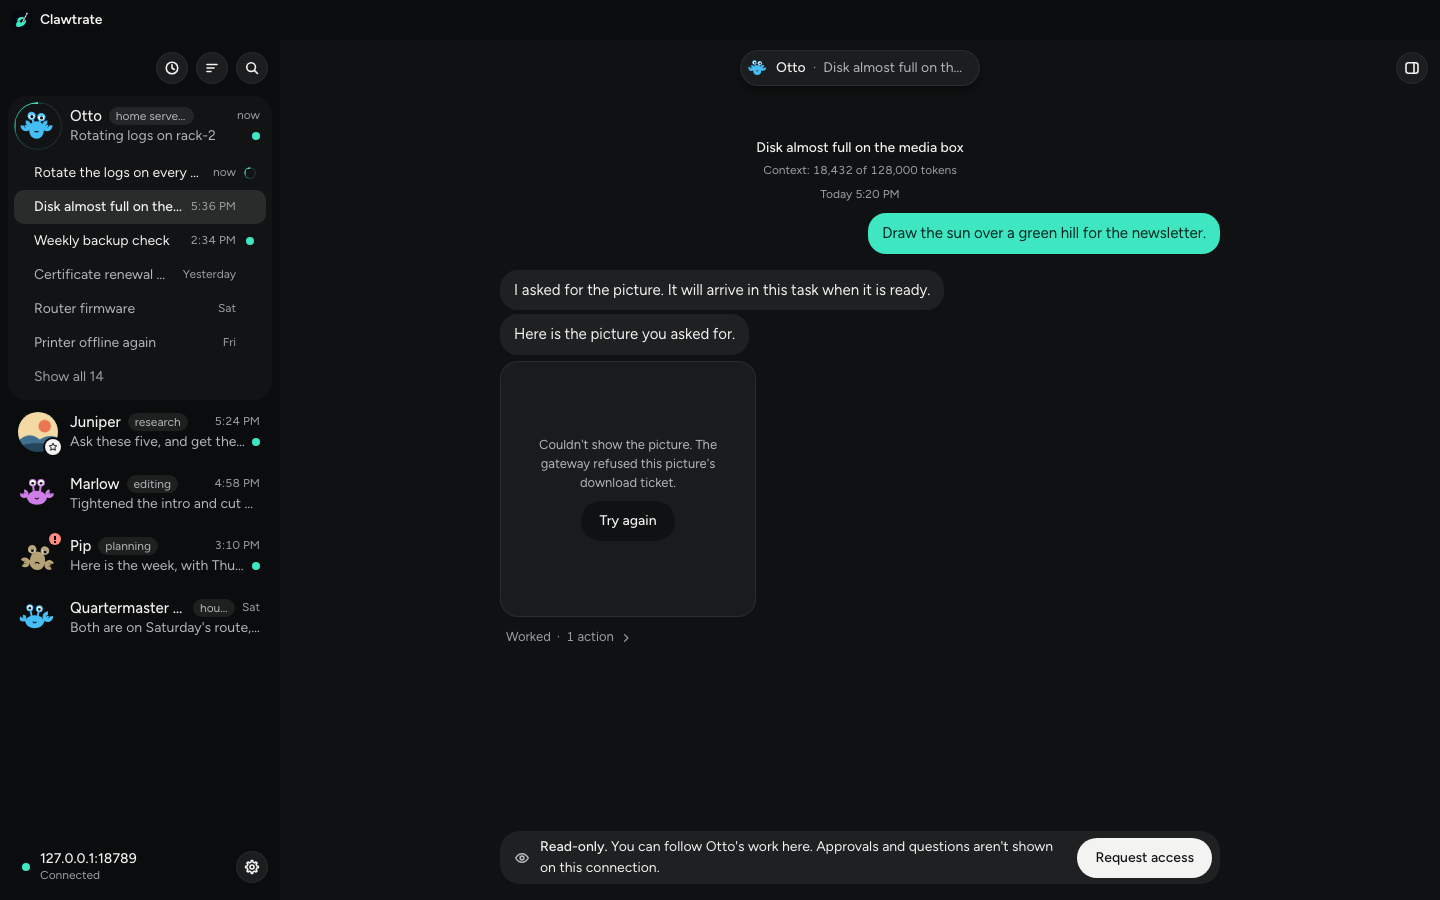 Clawtrate
Otto home serve... now
Rotating logs on rack-2
Rotate the logs on every ... now
Disk almost full on the... 5:36 PM
Weekly backup check 2:34 PM
Certificate renewal ... Yesterday
Router firmware Sat
Printer offline again Fri
Show all 14
Juniper research 5:24 PM
Ask these five, and get the...
Marlow editing 4:58 PM
Tightened the intro and cut ...
Pip planning 3:10 PM
Here is the week, with Thu...
Quartermaster ... hou... Sat
Both are on Saturday's route,...
127.0.0.1:18789
Connected
Otto · Disk almost full on th...
Disk almost full on the media box
Context: 18,432 of 128,000 tokens
Today 5:20 PM
Draw the sun over a green hill for the newsletter.
I asked for the picture. It will arrive in this task when it is ready.
Here is the picture you asked for.
Couldn't show the picture. The
gateway refused this picture's
download ticket.
Try again
Worked · 1 action
Read-only. You can follow Otto's work here. Approvals and questions aren't shown
on this connection.
Request access